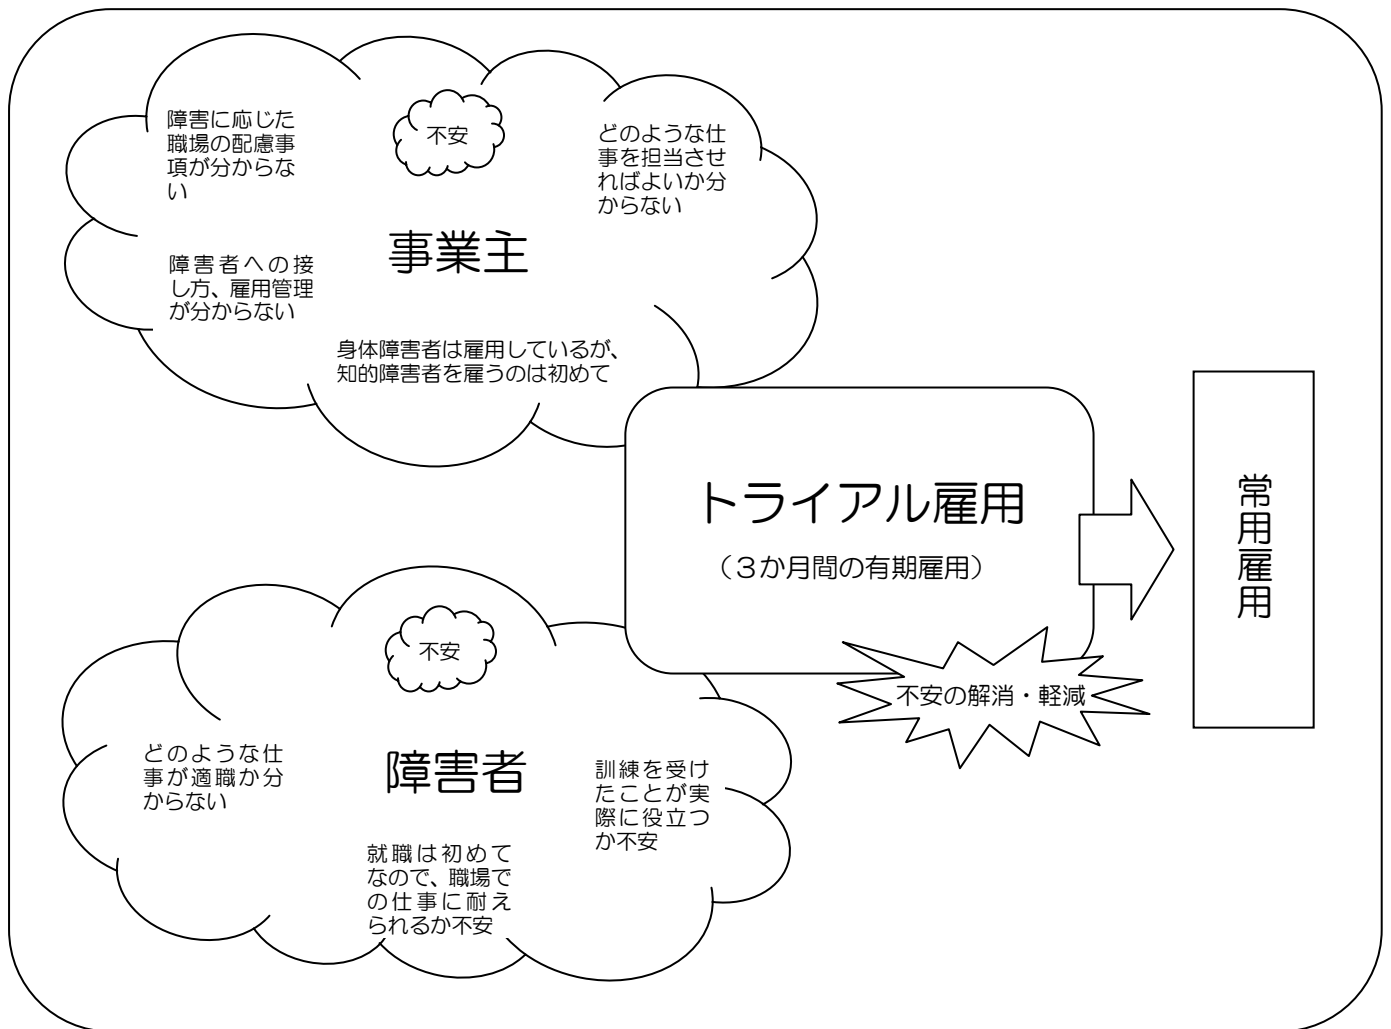 障害に応じた
職場の配慮事
項が分からな
い
不安
どのような仕
事を担当させ
ればよいか分
からない
事業主
障害者への接
し方、雇用管理
が分からない
身体障害者は雇用しているが、
知的障害者を雇うのは初めて
トライアル雇用
（３か月間の有期雇用）
常用雇用
不安の解消・軽減
不安
障害者
どのような仕
事が適職か分
からない
訓練を受け
たことが実
際に役立つ
か不安
就職は初めて
なので、職場で
の仕事に耐え
られるか不安